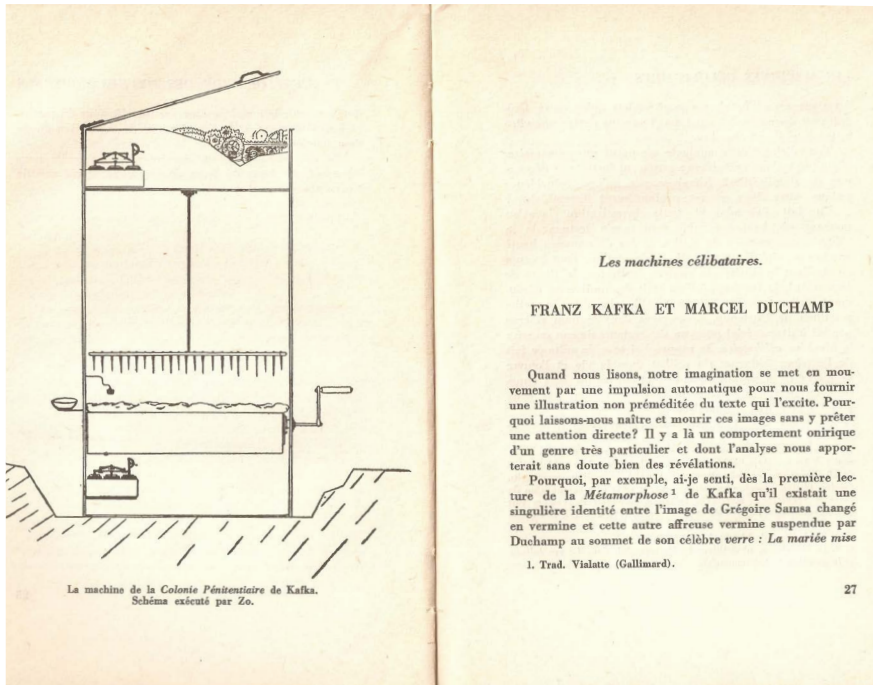 La machine de la Colonie Pénitentiaire de Kafka.
Schéma exécuté par Zo.
Les machines célibataires.
FRANZ KAFKA ET MARCEL DUCHAMP
Quand nous lisons, notre imagination se met en mou-
vement par une impulsion automatique pour nous fournir
une illustration non préméditée du texte qui l'excite. Pour-
quoi laissons-nous naître et mourir ces images sans y prêter
une attention directe? Il y a là un comportement onirique
d'un genre très particulier et dont l'analyse nous appor-
terait sans doute bien des révélations.
Pourquoi, par exemple, ai-je senti, dès la première lec-
ture de la Métamorphose¹ de Kafka qu'il existait une
singulière identité entre l'image de Grégoire Samsa changé
en vermine et cette autre affreuse vermine suspendue par
Duchamp au sommet de son célèbre verre : La mariée mise
1. Trad. Vialatte (Gallimard).
27